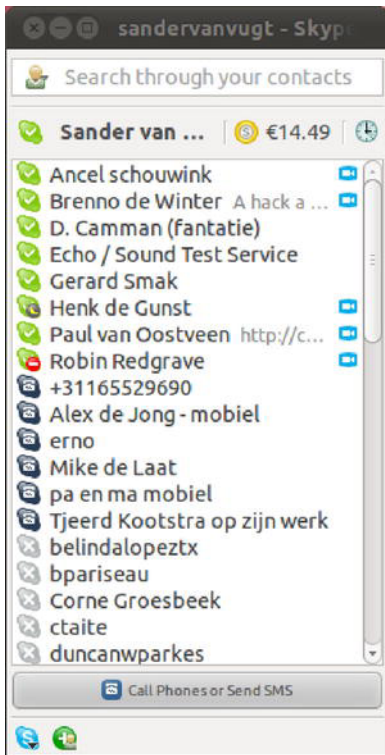 sandervanvugt - Skyp
Search through your contacts
Sander van ... €14.49
Ancel schouwink
Brenno de Winter A hack a ...
D. Camman (fantatie)
Echo / Sound Test Service
Gerard Smak
Henk de Gunst
Paul van Oostveen http://c...
Robin Redgrave
+31165529690
Alex de Jong - mobiel
erno
Mike de Laat
pa en ma mobiel
Tjeerd Kootstra op zijn werk
belindalopeztx
bpariseau
Corne Groesbeek
ctaite
duncanwparkes
Call Phones or Send SMS